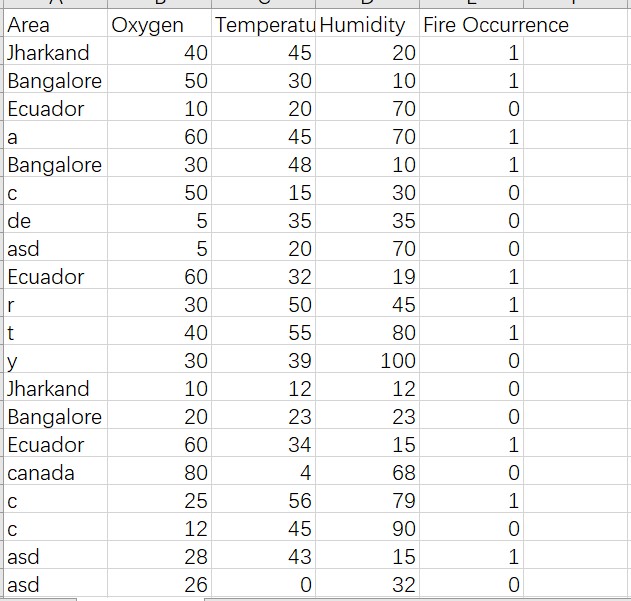 Area Oxygen Temperatu Humidity Fire Occurrence
Jharkand 40 45 20 1
Bangalore 50 30 10 1
Ecuador 10 20 70 0
a 60 45 70 1
Bangalore 30 48 10 1
c 50 15 30 0
de 5 35 35 0
asd 5 20 70 0
Ecuador 60 32 19 1
r 30 50 45 1
t 40 55 80 1
y 30 39 100 0
Jharkand 10 12 12 0
Bangalore 20 23 23 0
Ecuador 60 34 15 1
canada 80 4 68 0
c 25 56 79 1
c 12 45 90 0
asd 28 43 15 1
asd 26 0 32 0